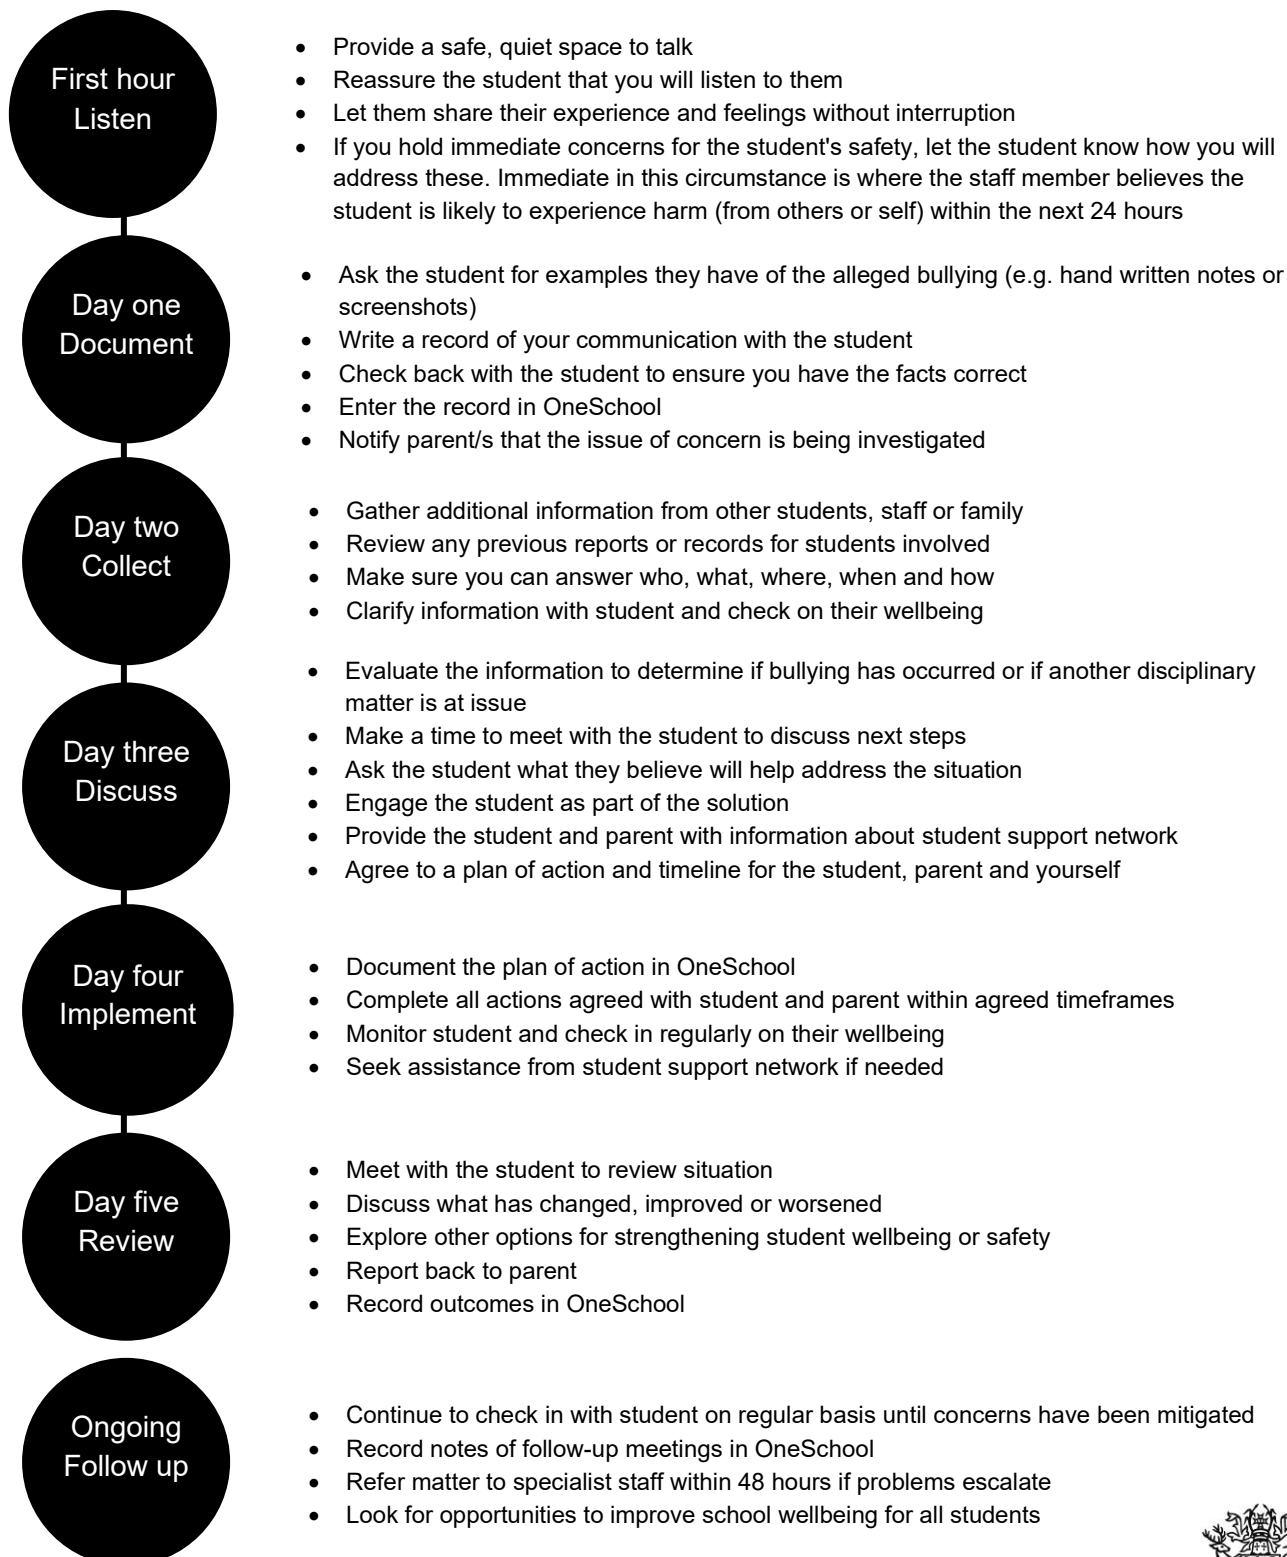 First hour
Listen
• Provide a safe, quiet space to talk
• Reassure the student that you will listen to them
• Let them share their experience and feelings without interruption
• If you hold immediate concerns for the student's safety, let the student know how you will
address these. Immediate in this circumstance is where the staff member believes the
student is likely to experience harm (from others or self) within the next 24 hours
Day one
Document
• Ask the student for examples they have of the alleged bullying (e.g. hand written notes or
screenshots)
• Write a record of your communication with the student
• Check back with the student to ensure you have the facts correct
• Enter the record in OneSchool
• Notify parent/s that the issue of concern is being investigated
Day two
Collect
• Gather additional information from other students, staff or family
• Review any previous reports or records for students involved
• Make sure you can answer who, what, where, when and how
• Clarify information with student and check on their wellbeing
Day three
Discuss
• Evaluate the information to determine if bullying has occurred or if another disciplinary
matter is at issue
• Make a time to meet with the student to discuss next steps
• Ask the student what they believe will help address the situation
• Engage the student as part of the solution
• Provide the student and parent with information about student support network
• Agree to a plan of action and timeline for the student, parent and yourself
Day four
Implement
• Document the plan of action in OneSchool
• Complete all actions agreed with student and parent within agreed timeframes
• Monitor student and check in regularly on their wellbeing
• Seek assistance from student support network if needed
Day five
Review
• Meet with the student to review situation
• Discuss what has changed, improved or worsened
• Explore other options for strengthening student wellbeing or safety
• Report back to parent
• Record outcomes in OneSchool
Ongoing
Follow up
• Continue to check in with student on regular basis until concerns have been mitigated
• Record notes of follow-up meetings in OneSchool
• Refer matter to specialist staff within 48 hours if problems escalate
• Look for opportunities to improve school wellbeing for all students